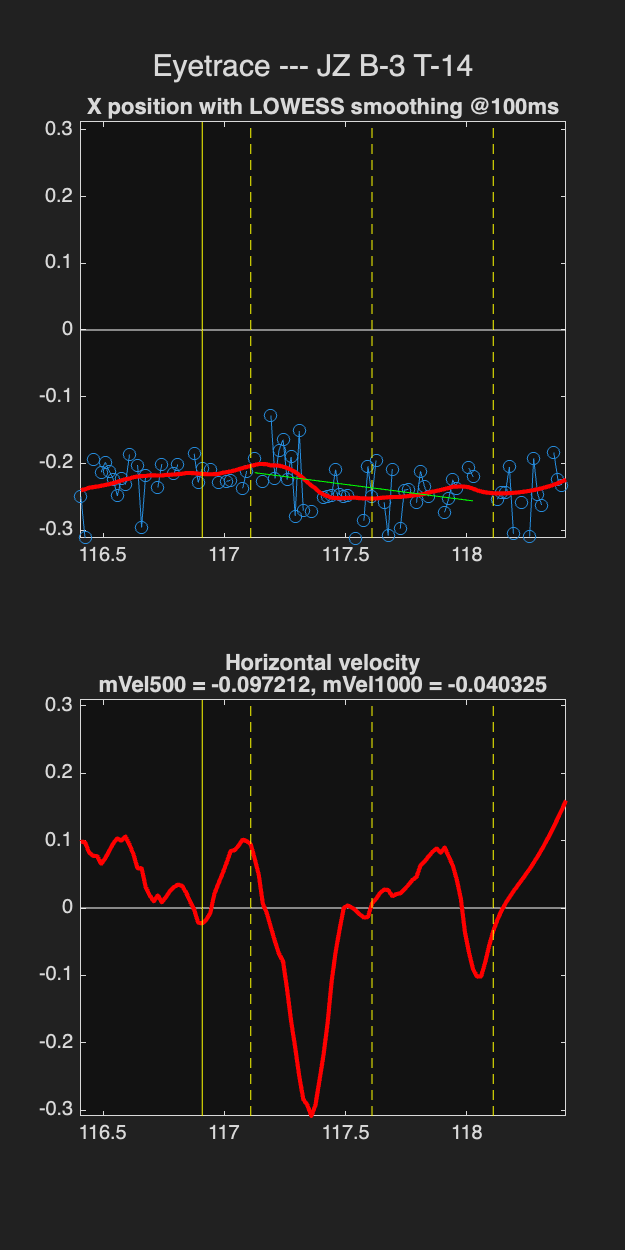 Eyetrace --- JZ B-3 T-14
X position with LOWESS smoothing @100ms
0.3
0.2
0.1
0
-0.1
-0.2
-0.3
116.5 117 117.5 118
Horizontal velocity
mVel500 = -0.097212, mVel1000 = -0.040325
0.3
0.2
0.1
0
-0.1
-0.2
-0.3
116.5 117 117.5 118